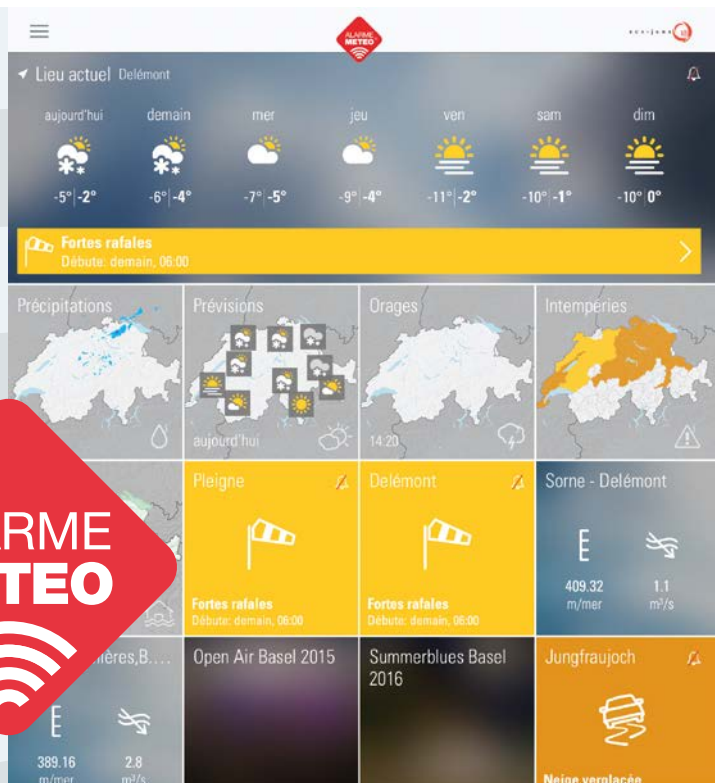 ALARME
METEO
Lieu actuel Delémont
aujourd'hui demain mer jeu ven sam dim
-5° -2° -6° -4° -7° -5° -9° -4° -11° -2° -10° -1° -10° 0°
Fortes rafales
Débute: demain, 06:00
Précipitations Prévisions Orages Intempéries
aujourd'hui 14:20
Pleigne Delémont Sorne - Delémont
409.32 1.1
m/mer m³/s
Fortes rafales Fortes rafales
Débute: demain, 06:00 Débute: demain, 06:00
ARME
TEO
ières,B.... Open Air Basel 2015 Summerblues Basel Jungfraujoch
2016
389.16 2.8
m/mer m³/s Neige verglacée